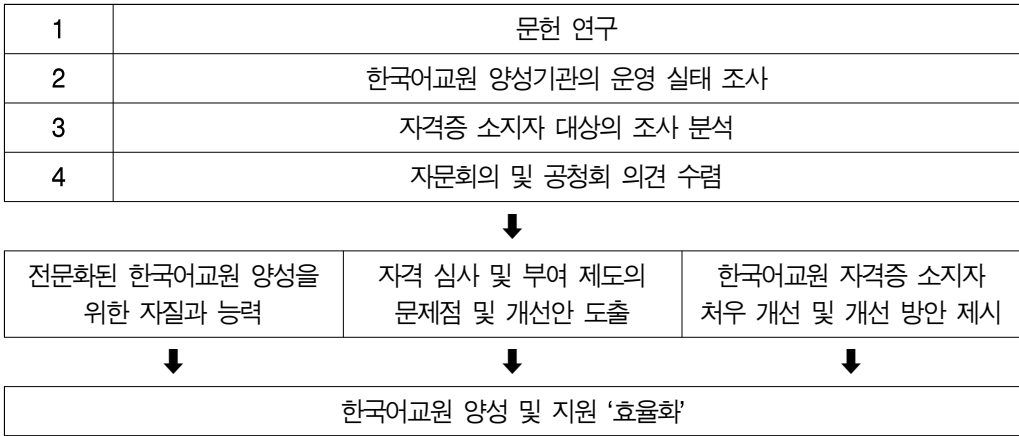 1 문헌 연구
2 한국어교원 양성기관의 운영 실태 조사
3 자격증 소지자 대상의 조사 분석
4 자문회의 및 공청회 의견 수렴
전문화된 한국어교원 양성을
위한 자질과 능력
자격 심사 및 부여 제도의
문제점 및 개선안 도출
한국어교원 자격증 소지자
처우 개선 및 개선 방안 제시
한국어교원 양성 및 지원 ‘효율화’